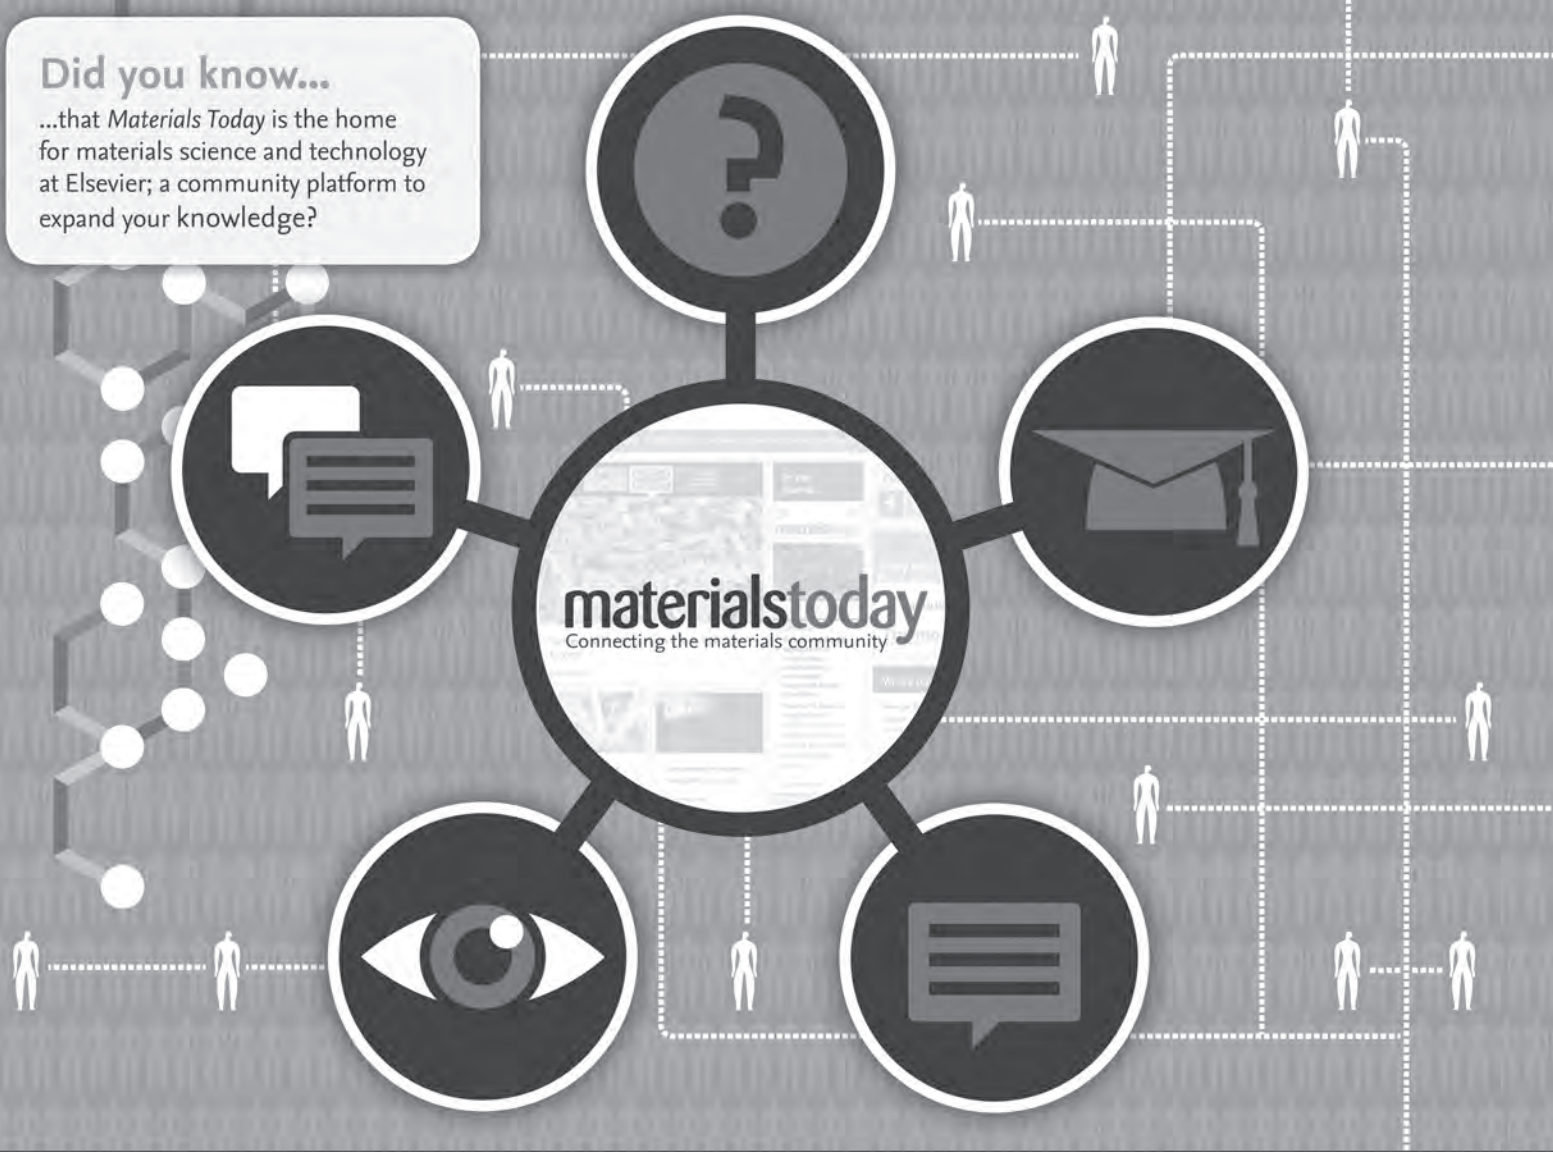 Did you know...
...that Materials Today is the home
for materials science and technology
at Elsevier; a community platform to
expand your knowledge?
?
materialstoday
Connecting the materials community